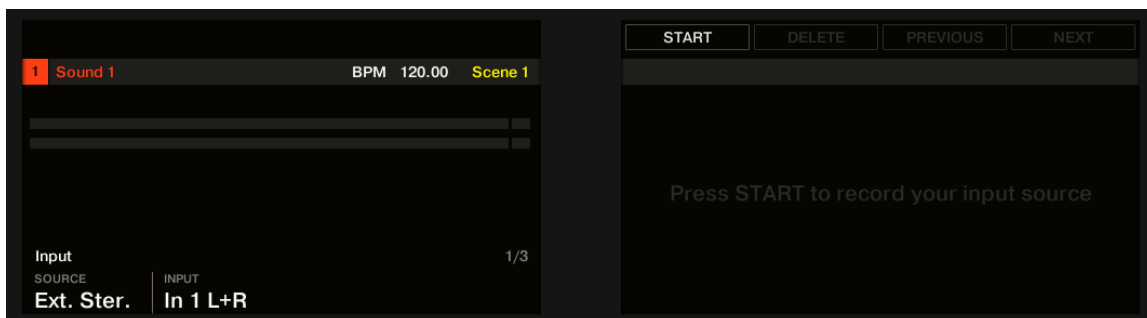 START DELETE PREVIOUS NEXT
1 Sound 1 BPM 120.00 Scene 1
Press START to record your input source
Input 1/3
SOURCE INPUT
Ext. Ster. In 1 L+R